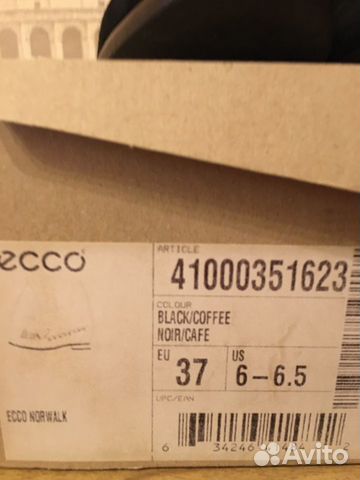 ecco
ARTICLE
41000351623
COLOUR
BLACK/COFFEE
NOIR/CAFE
EU
37
US
6-6.5
UPC/EAN
ECCO NORWALK
Avito